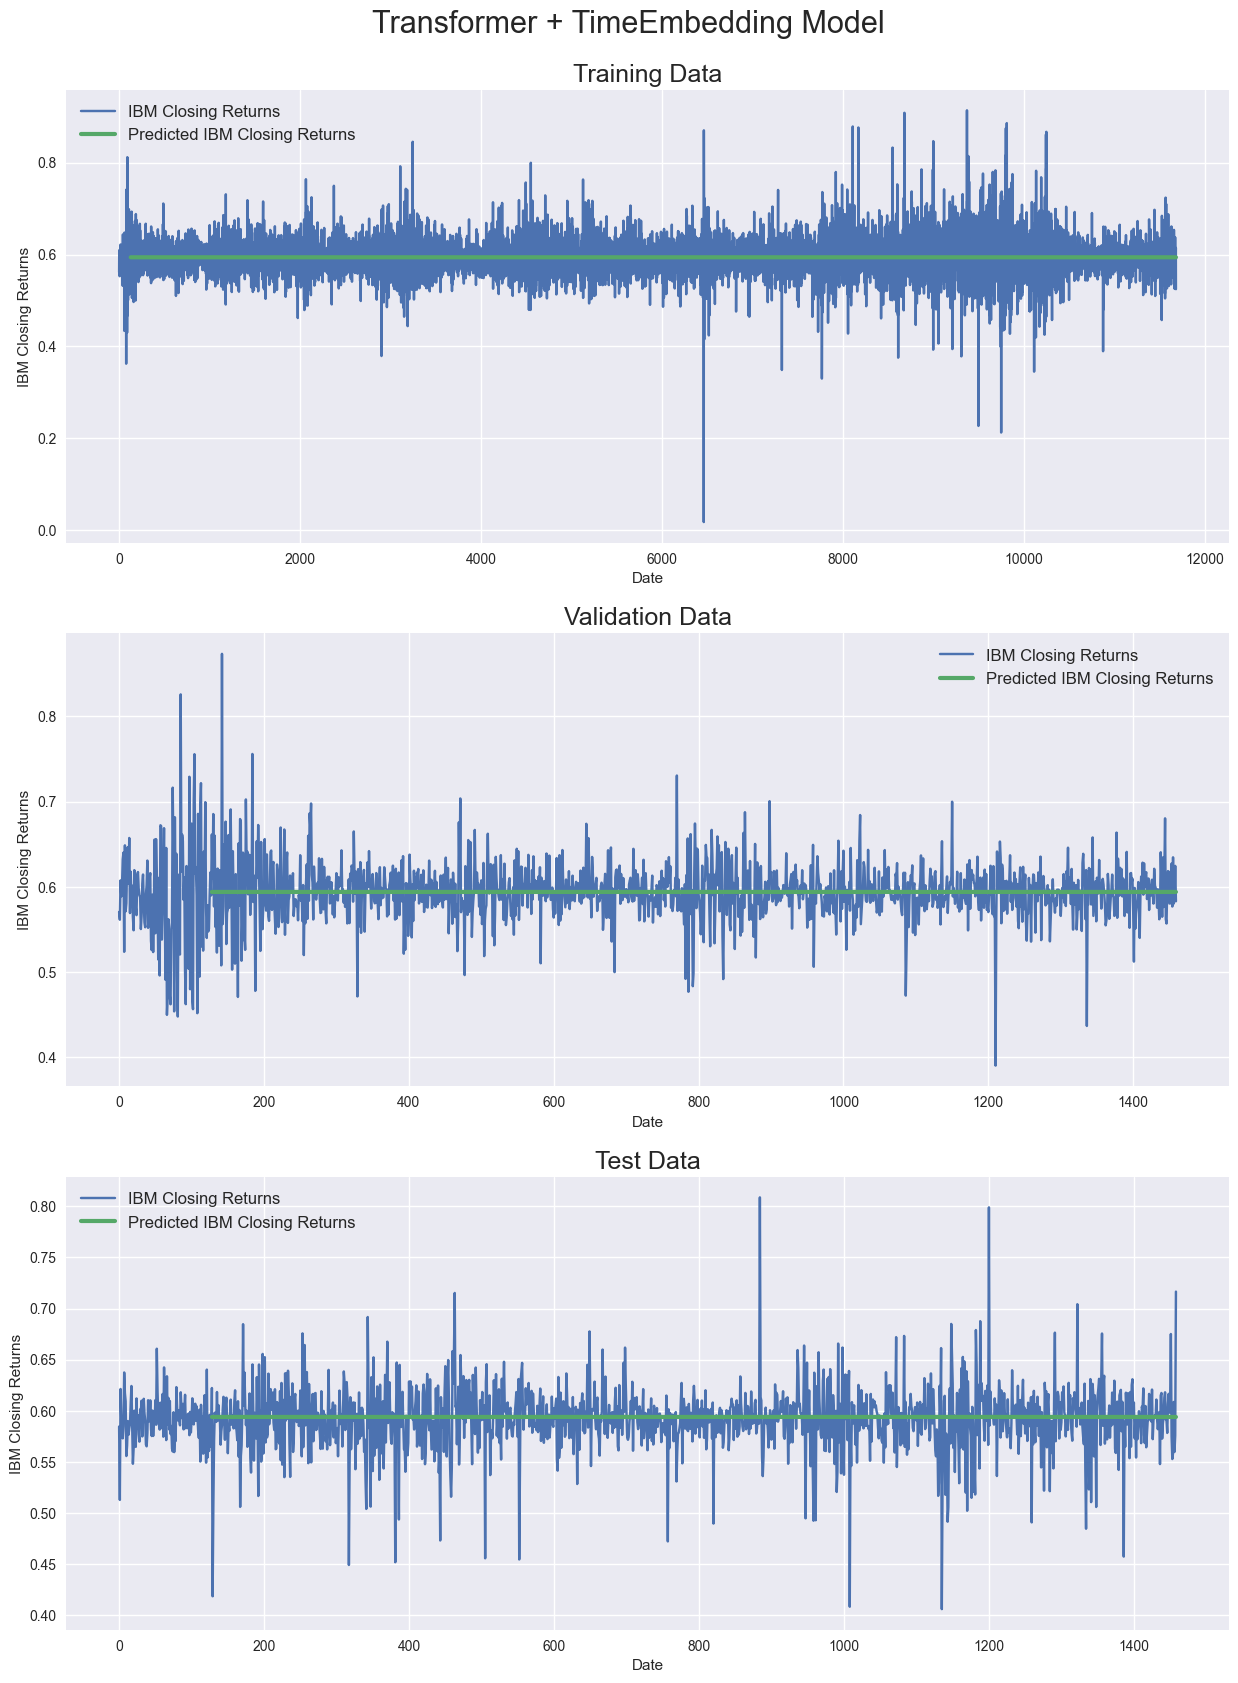 Transformer + TimeEmbedding Model
Training Data
IBM Closing Returns
Predicted IBM Closing Returns
IBM Closing Returns
0.8
0.6
0.4
0.2
0.0
0 2000 4000 6000 8000 10000 12000
Date
Validation Data
IBM Closing Returns
Predicted IBM Closing Returns
IBM Closing Returns
0.8
0.7
0.6
0.5
0.4
0 200 400 600 800 1000 1200 1400
Date
Test Data
IBM Closing Returns
Predicted IBM Closing Returns
IBM Closing Returns
0.80
0.75
0.70
0.65
0.60
0.55
0.50
0.45
0.40
0 200 400 600 800 1000 1200 1400
Date